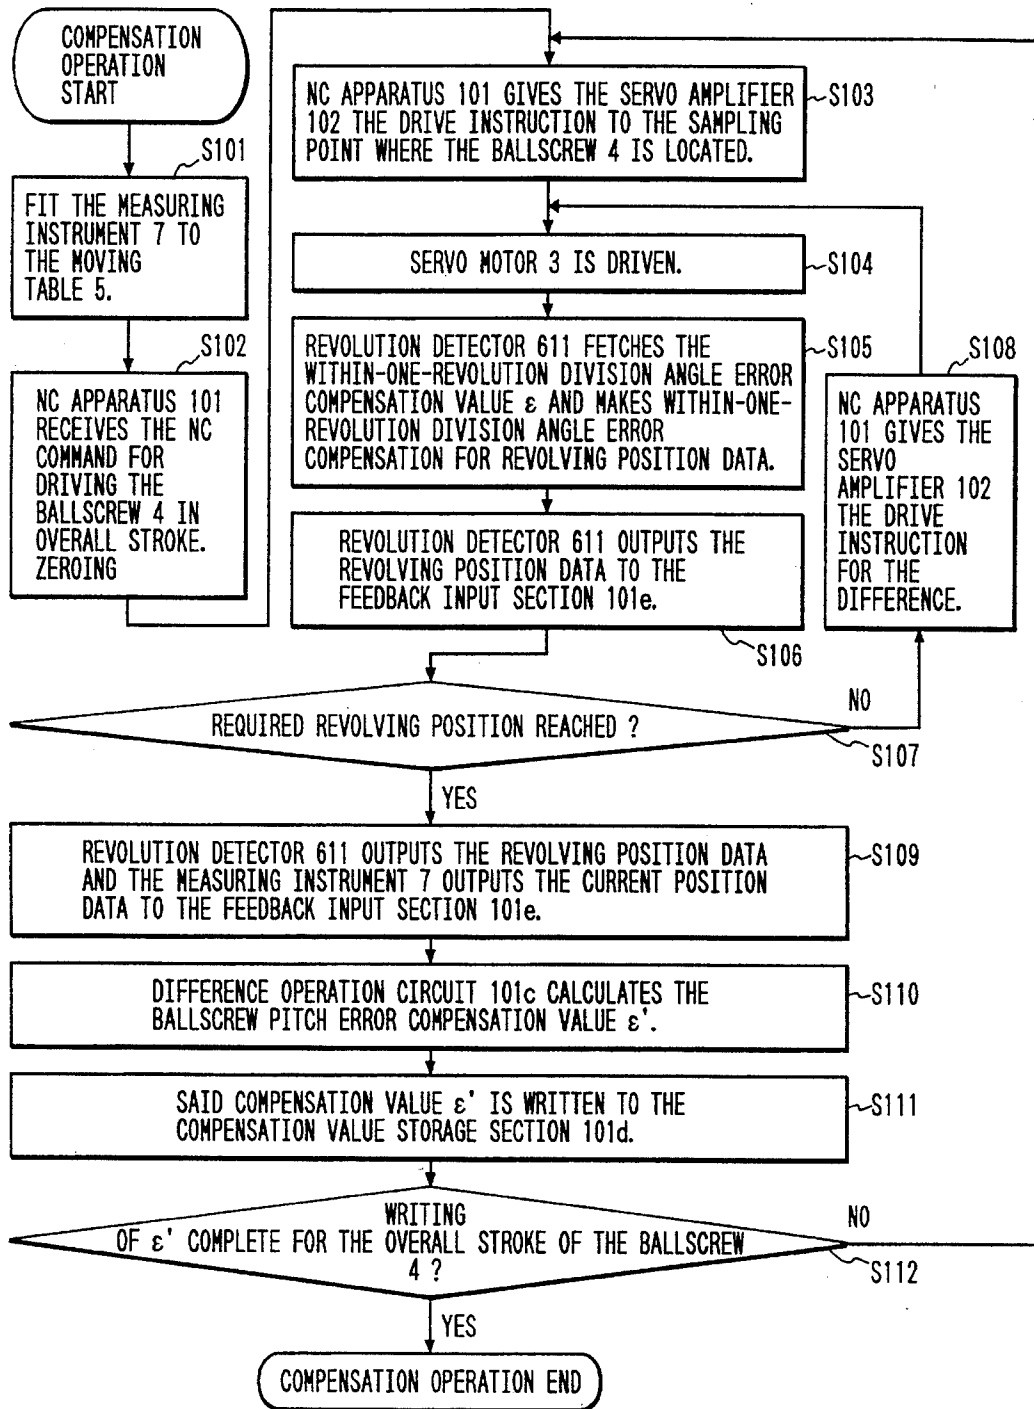 COMPENSATION
OPERATION
START
S101
FIT THE MEASURING
INSTRUMENT 7 TO
THE MOVING
TABLE 5.
S102
NC APPARATUS 101
RECEIVES THE NC
COMMAND FOR
DRIVING THE
BALLSCREW 4 IN
OVERALL STROKE.
ZEROING
NC APPARATUS 101 GIVES THE SERVO AMPLIFIER
102 THE DRIVE INSTRUCTION TO THE SAMPLING
POINT WHERE THE BALLSCREW 4 IS LOCATED.
S103
SERVO MOTOR 3 IS DRIVEN.
S104
REVOLUTION DETECTOR 611 FETCHES THE
WITHIN-ONE-REVOLUTION DIVISION ANGLE ERROR
COMPENSATION VALUE ε AND MAKES WITHIN-ONE-
REVOLUTION DIVISION ANGLE ERROR
COMPENSATION FOR REVOLVING POSITION DATA.
S105
REVOLUTION DETECTOR 611 OUTPUTS THE
REVOLVING POSITION DATA TO THE
FEEDBACK INPUT SECTION 101e.
S106
S108
NC APPARATUS
101 GIVES THE
SERVO
AMPLIFIER 102
THE DRIVE
INSTRUCTION
FOR THE
DIFFERENCE.
REQUIRED REVOLVING POSITION REACHED ?
NO
S107
YES
REVOLUTION DETECTOR 611 OUTPUTS THE REVOLVING POSITION DATA
AND THE MEASURING INSTRUMENT 7 OUTPUTS THE CURRENT POSITION
DATA TO THE FEEDBACK INPUT SECTION 101e.
S109
DIFFERENCE OPERATION CIRCUIT 101c CALCULATES THE
BALLSCREW PITCH ERROR COMPENSATION VALUE ε'.
S110
SAID COMPENSATION VALUE ε' IS WRITTEN TO THE
COMPENSATION VALUE STORAGE SECTION 101d.
S111
WRITING
OF ε' COMPLETE FOR THE OVERALL STROKE OF THE BALLSCREW
4 ?
NO
S112
YES
COMPENSATION OPERATION END